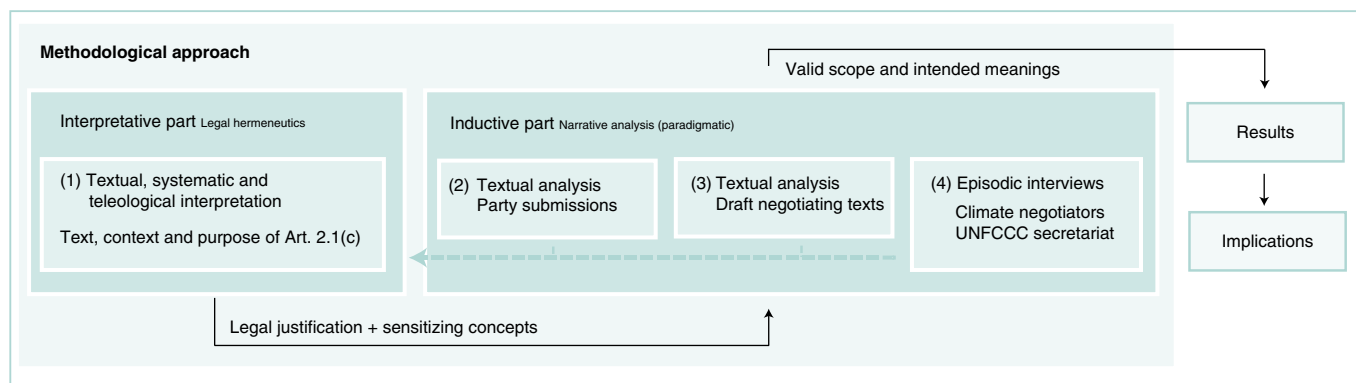 Methodological approach
Valid scope and intended meanings
Interpretative part Legal hermeneutics
(1) Textual, systematic and
teleological interpretation
Text, context and purpose of Art. 2.1(c)
Inductive part Narrative analysis (paradigmatic)
(2) Textual analysis
Party submissions
(3) Textual analysis
Draft negotiating texts
(4) Episodic interviews
Climate negotiators
UNFCCC secretariat
Legal justification + sensitizing concepts
Results
Implications